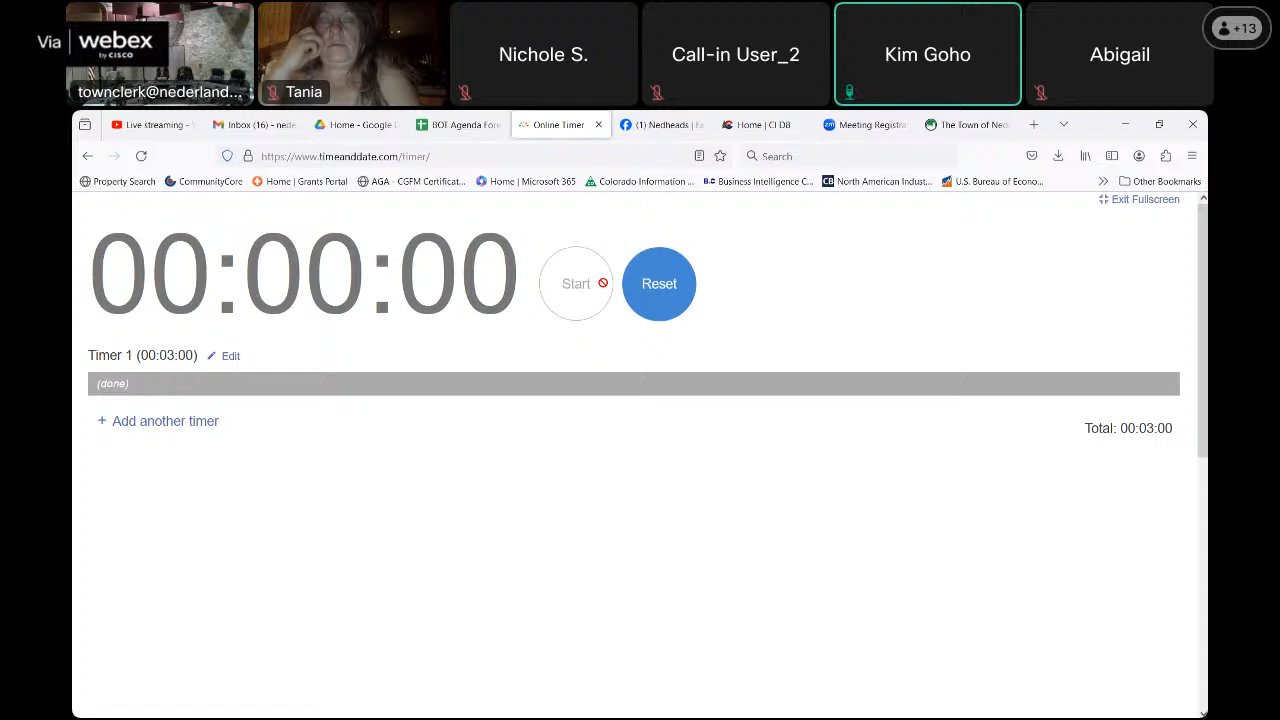 Via webex
by CISCO
townclerk@nederland...
Tania
Nichole S.
Call-in User_2
Kim Goho
Abigail
+13
Live streaming -
Inbox (16) - nede
Home - Google D
BOT Agenda Fore
Online Timer
(1) Nedheads | Fa
Home | CI DB
Meeting Registra
The Town of Ned
https://www.timeanddate.com/timer/
Search
Property Search
CommunityCore
Home | Grants Portal
AGA - CGFM Certificat...
Home | Microsoft 365
Colorado Information ...
Business Intelligence C...
North American Indust...
U.S. Bureau of Econo...
Other Bookmarks
Exit Fullscreen
00:00:00
Start
Reset
Timer 1 (00:03:00) Edit
(done)
+ Add another timer
Total: 00:03:00